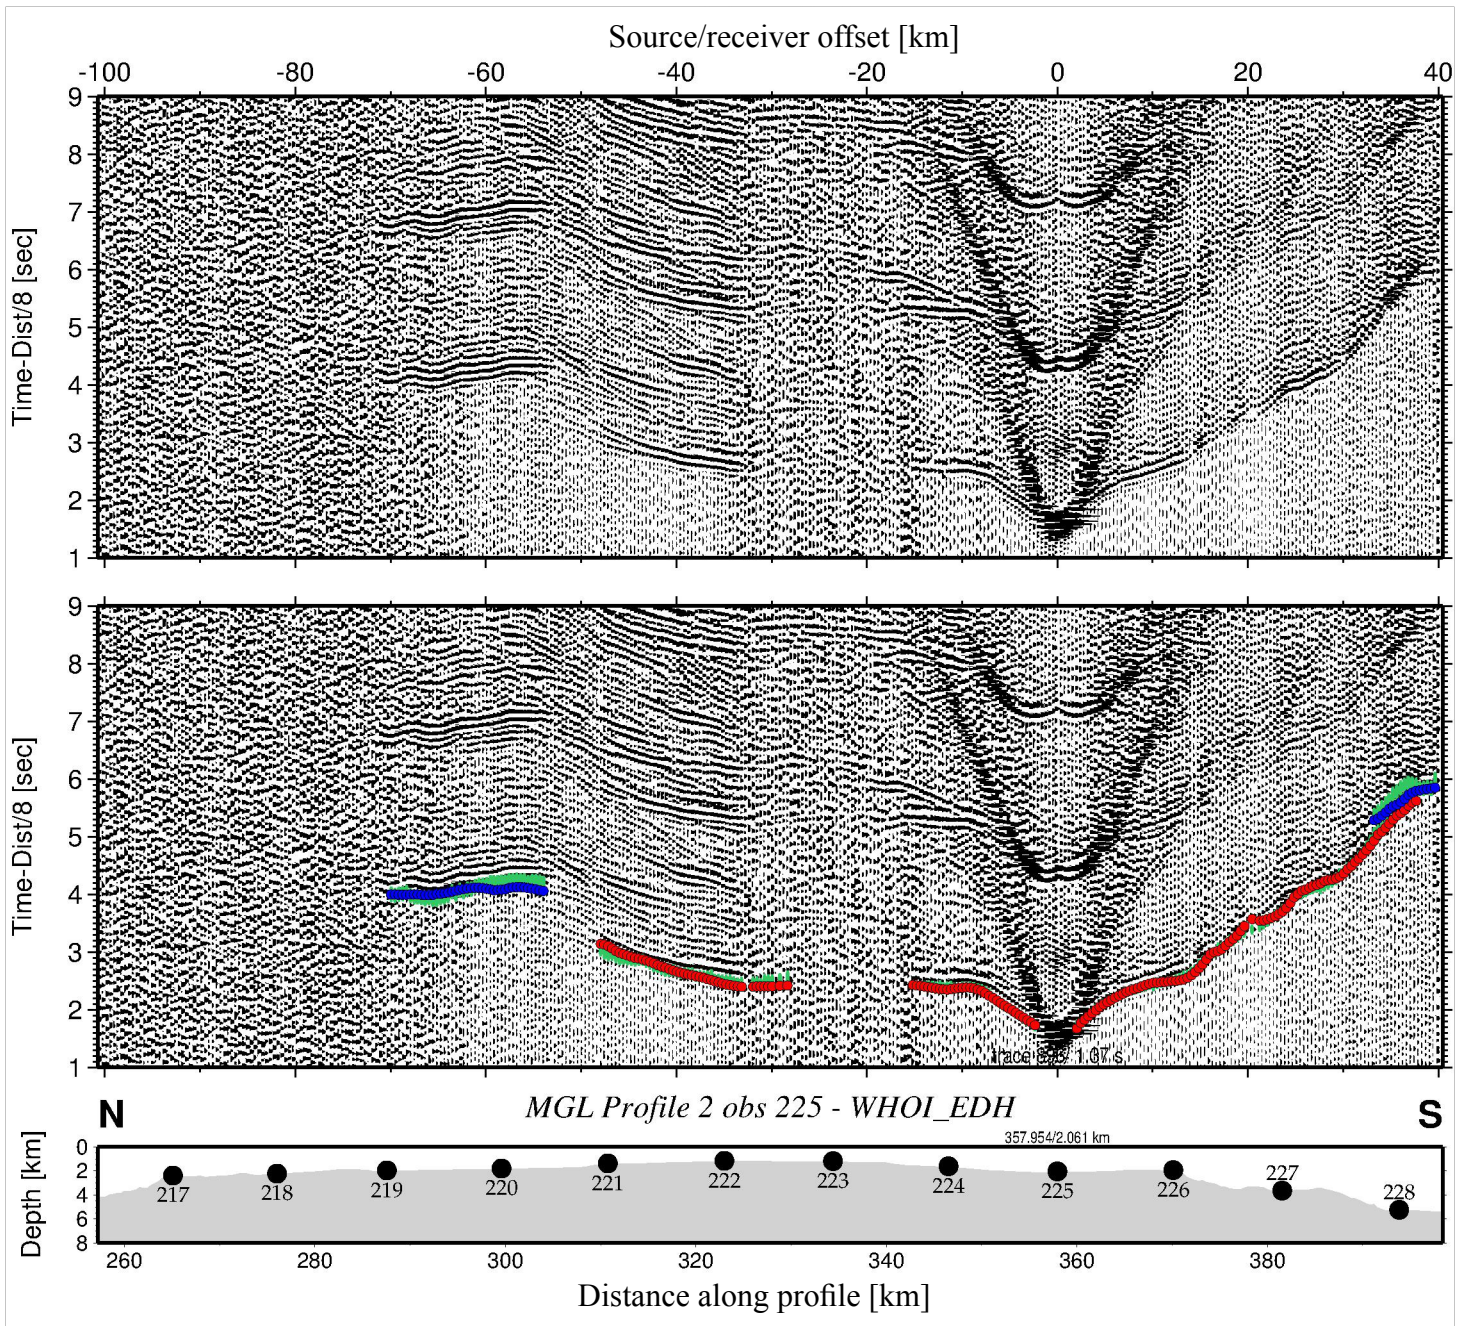 Source/receiver offset [km]
-100 -80 -60 -40 -20 0 20 40
9
8
7
6
5
4
3
2
1
Time-Dist/8 [sec]
9
8
7
6
5
4
3
2
1
Time-Dist/8 [sec]
N
MGL Profile 2 obs 225 - WHOI_EDH
S
357.954/2.061 km
0
2
4
6
8
Depth [km]
217 218 219 220 221 222 223 224 225 226 227 228
260 280 300 320 340 360 380
Distance along profile [km]